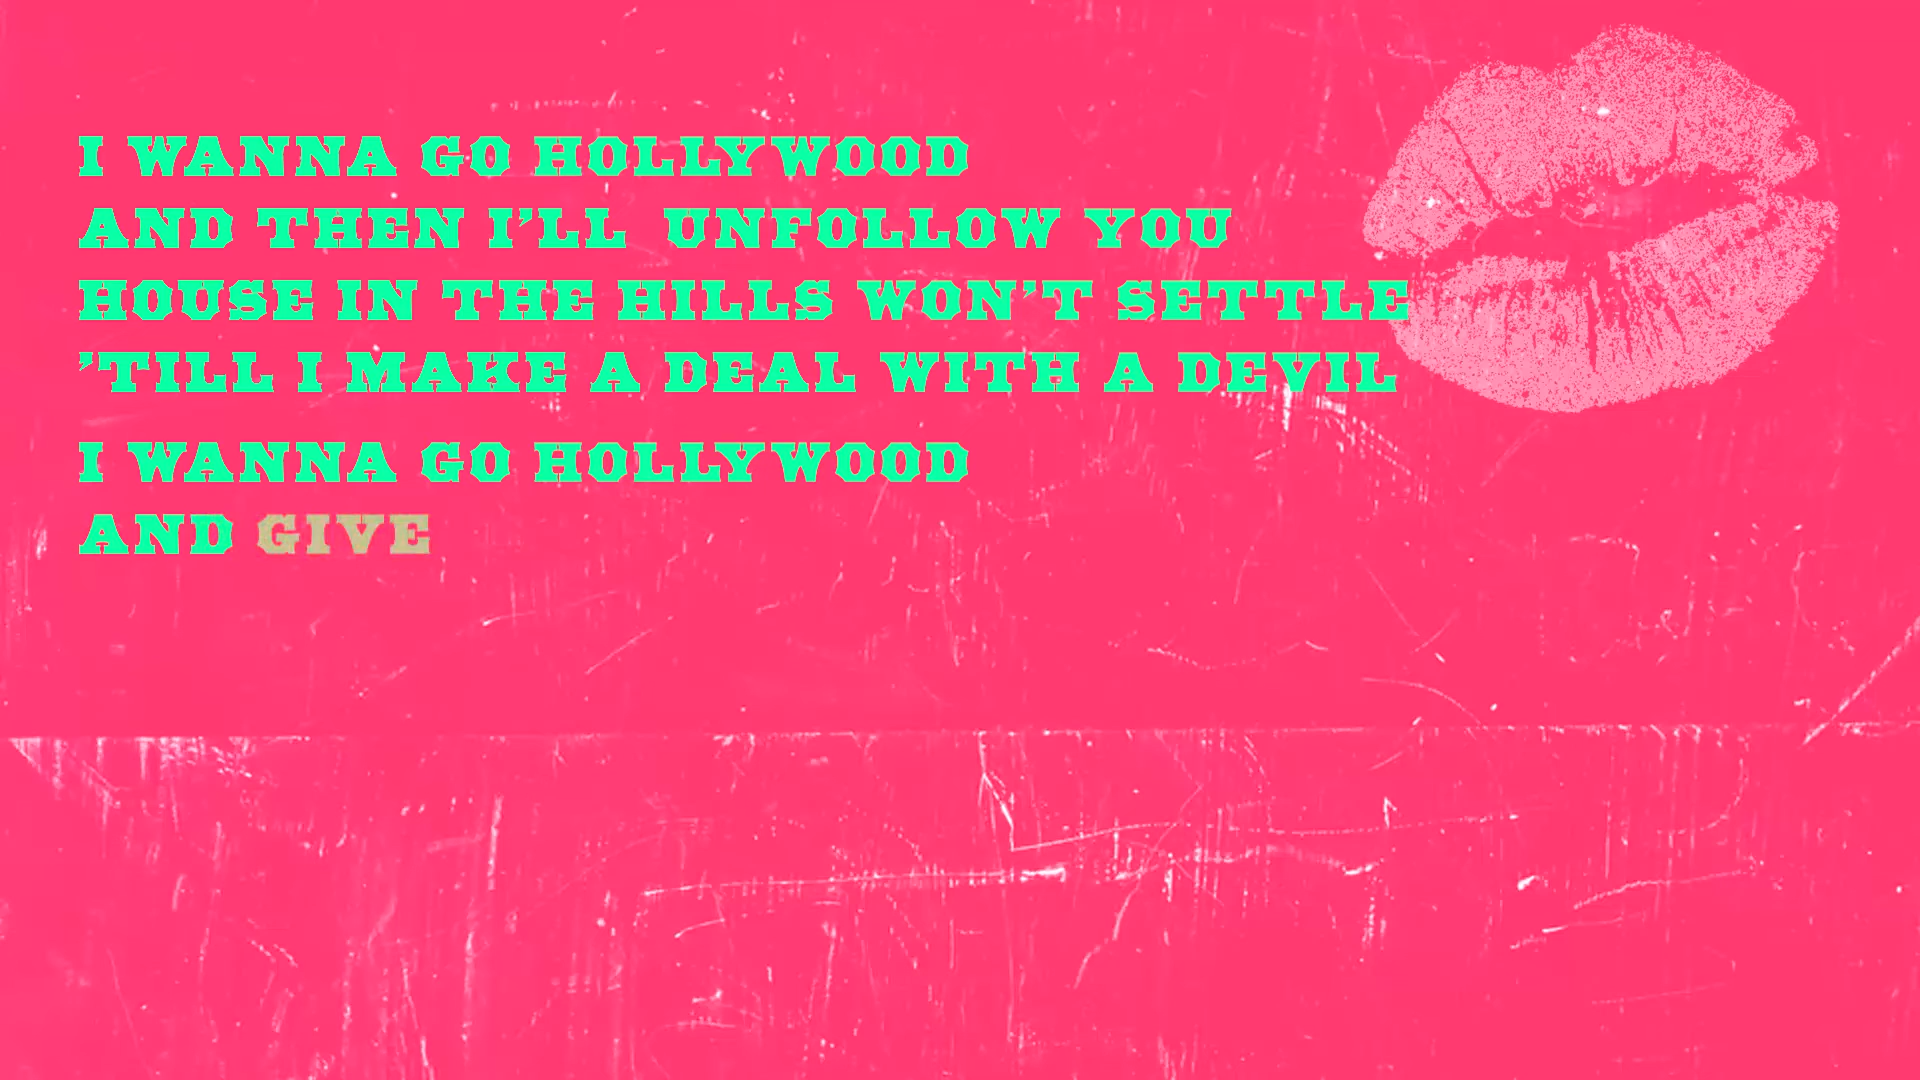 I WANNA GO HOLLYWOOD
AND THEN I'LL UNFOLLOW YOU
HOUSE IN THE HILLS WON'T SETTLE
'TILL I MAKE A DEAL WITH A DEVIL
I WANNA GO HOLLYWOOD
AND GIVE